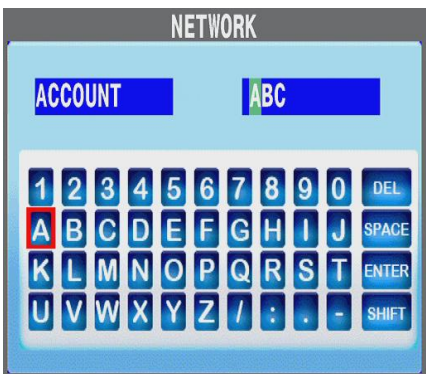 NETWORK
ACCOUNT ABC
1 2 3 4 5 6 7 8 9 0 DEL
A B C D E F G H I J SPACE
K L M N O P Q R S T ENTER
U V W X Y Z / : . - SHIFT